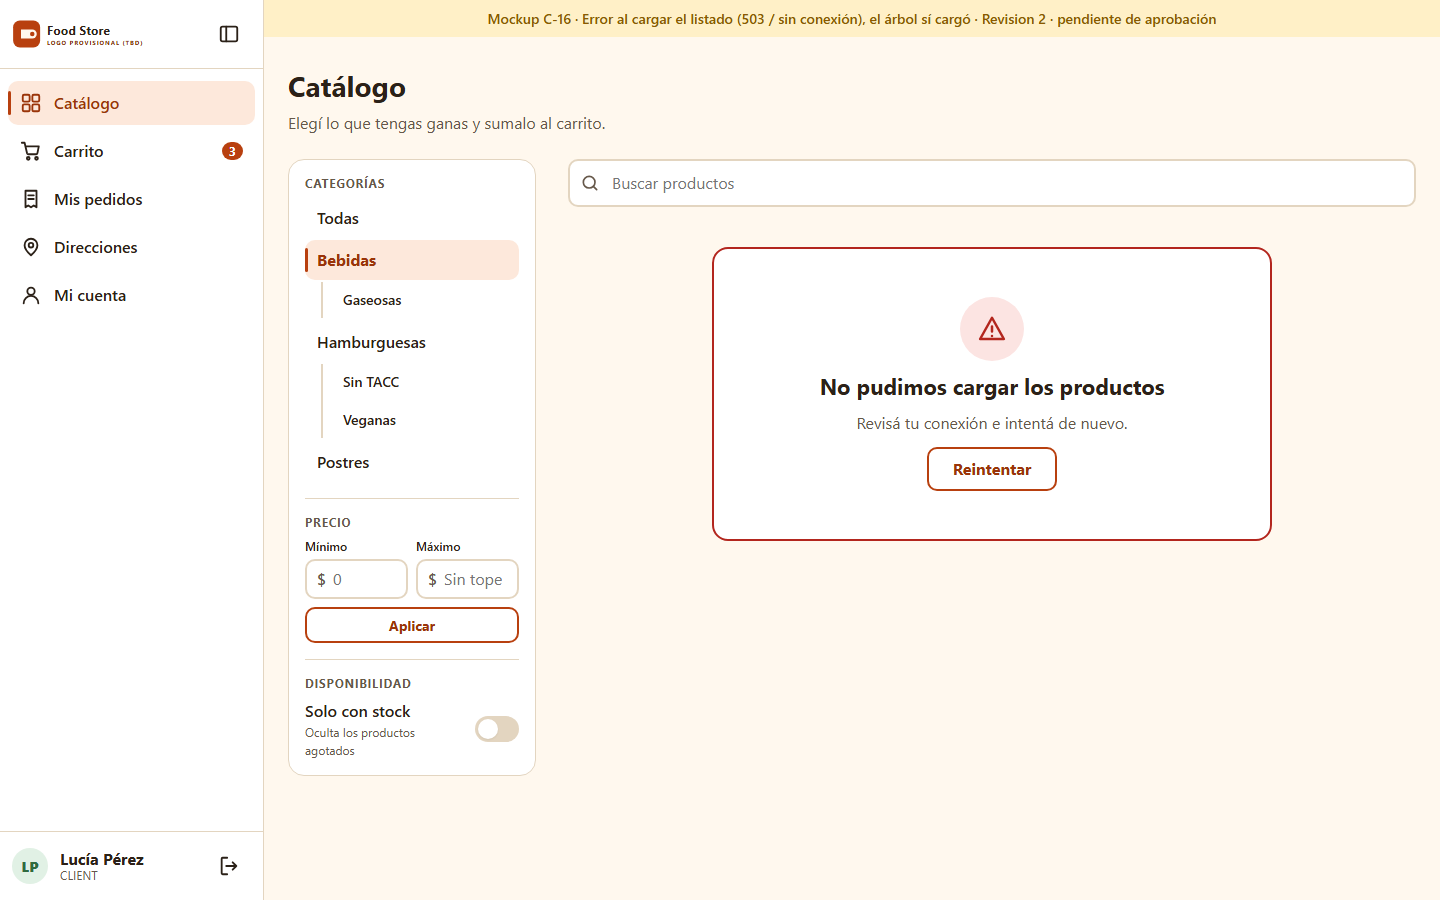 Food Store
LOGO PROVISIONAL (TBD)
Catálogo
Carrito
3
Mis pedidos
Direcciones
Mi cuenta
LP
Lucía Pérez
CLIENT
Mockup C-16 · Error al cargar el listado (503 / sin conexión), el árbol sí cargó · Revision 2 · pendiente de aprobación
Catálogo
Elegí lo que tengas ganas y sumalo al carrito.
CATEGORÍAS
Todas
Bebidas
Gaseosas
Hamburguesas
Sin TACC
Veganas
Postres
PRECIO
Mínimo
Máximo
$ 0
$ Sin tope
Aplicar
DISPONIBILIDAD
Solo con stock
Oculta los productos
agotados
Buscar productos
No pudimos cargar los productos
Revisá tu conexión e intentá de nuevo.
Reintentar